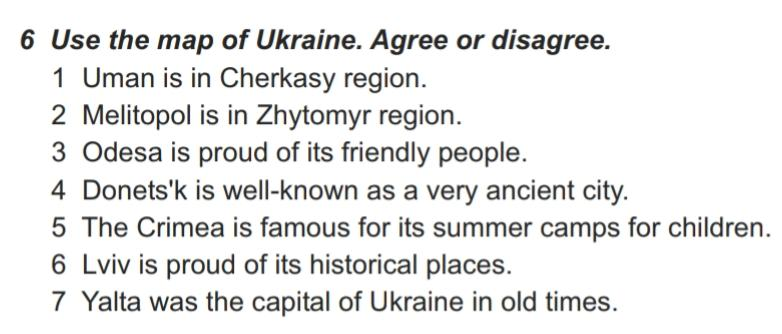 6 Use the map of Ukraine. Agree or disagree.
1 Uman is in Cherkasy region.
2 Melitopol is in Zhytomyr region.
3 Odesa is proud of its friendly people.
4 Donets'k is well-known as a very ancient city.
5 The Crimea is famous for its summer camps for children.
6 Lviv is proud of its historical places.
7 Yalta was the capital of Ukraine in old times.